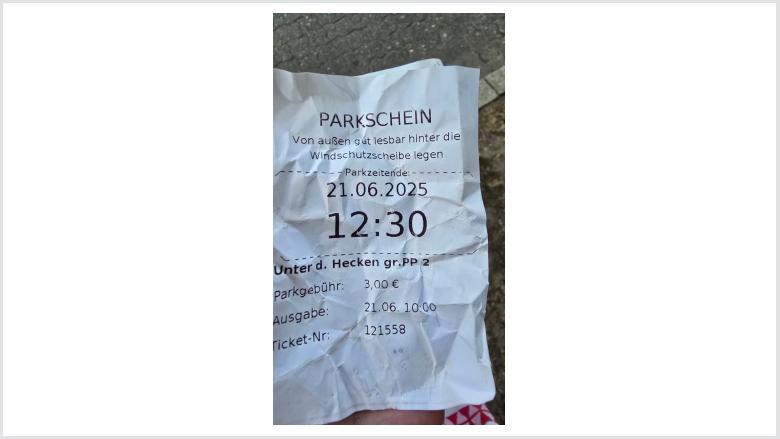 PARKSCHEIN
Von außen gut lesbar hinter die
Windschutzscheibe legen
Parkzeitende:
21.06.2025
12:30
Unter d. Hecken gr.PP 2
Parkgebühr: 3,00 €
Ausgabe: 21.06. 10:00
Ticket-Nr: 121558